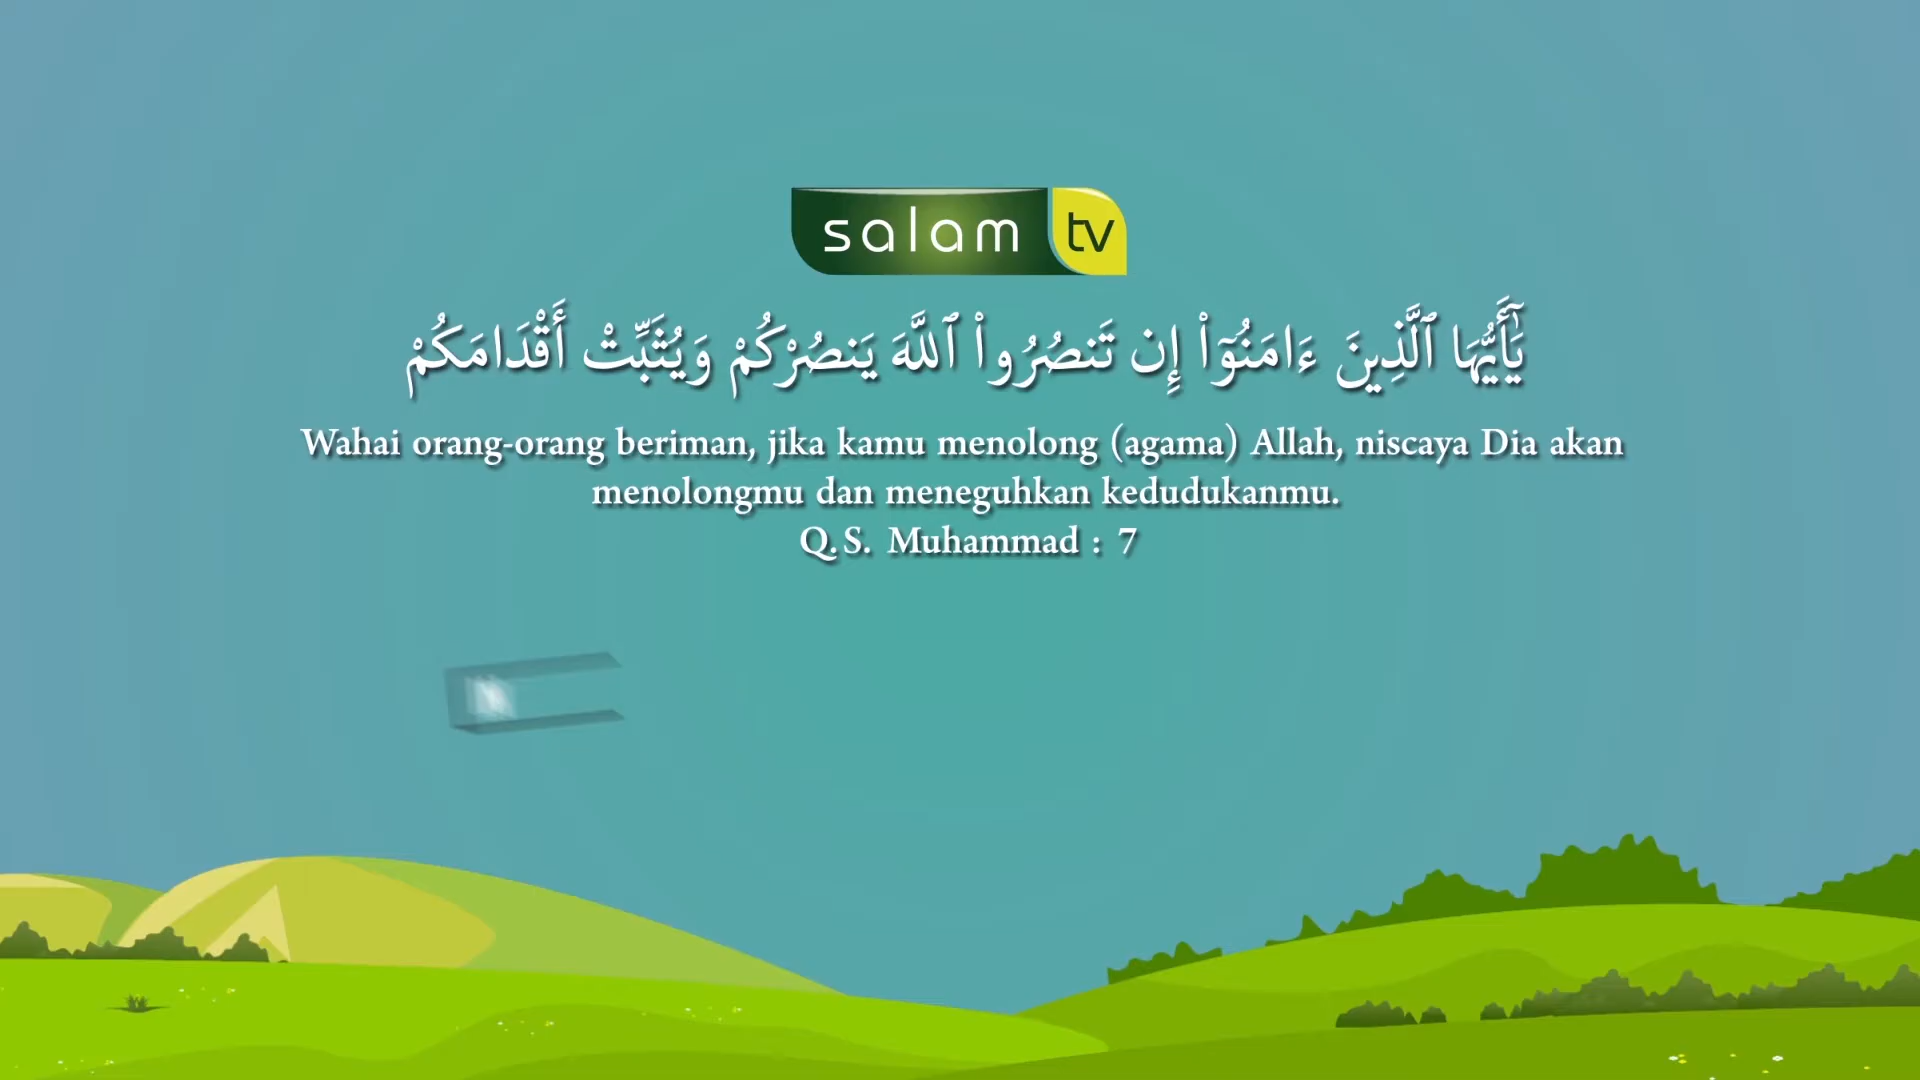 salam tv
يَٰٓأَيُّهَا ٱلَّذِينَ ءَامَنُوٓا۟ إِن تَنصُرُوا۟ ٱللَّهَ يَنصُرْكُمْ وَيُثَبِّتْ أَقْدَامَكُمْ
Wahai orang-orang beriman, jika kamu menolong (agama) Allah, niscaya Dia akan
menolongmu dan meneguhkan kedudukanmu.
Q.S. Muhammad : 7